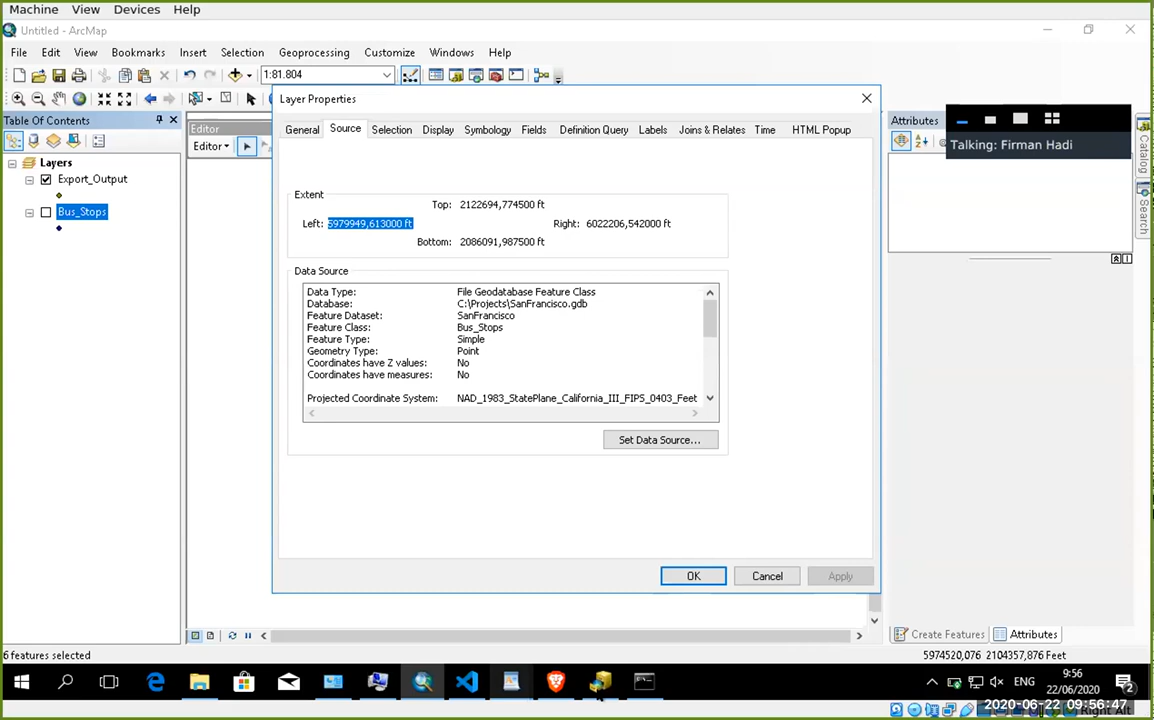 Machine View Devices Help
Untitled - ArcMap
File Edit View Bookmarks Insert Selection Geoprocessing Customize Windows Help
1:81.804
Table Of Contents
Layers
Export_Output
Bus_Stops
Editor
Editor
Layer Properties
General Source Selection Display Symbology Fields Definition Query Labels Joins & Relates Time HTML Popup
Extent
Top: 2122694,774500 ft
Left: 5979949,613000 ft Right: 6022206,542000 ft
Bottom: 2086091,987500 ft
Data Source
Data Type: File Geodatabase Feature Class
Database: C:\Projects\SanFrancisco.gdb
Feature Dataset: SanFrancisco
Feature Class: Bus_Stops
Feature Type: Simple
Geometry Type: Point
Coordinates have Z values: No
Coordinates have measures: No
Projected Coordinate System: NAD_1983_StatePlane_California_III_FIPS_0403_Feet
Set Data Source...
OK Cancel Apply
Attributes
Talking: Firman Hadi
Catalog
Search
Create Features Attributes
6 features selected
5974520,076 2104357,876 Feet
ENG
9:56
22/06/2020
2
2020-06-22 09:56:47
Right Alt